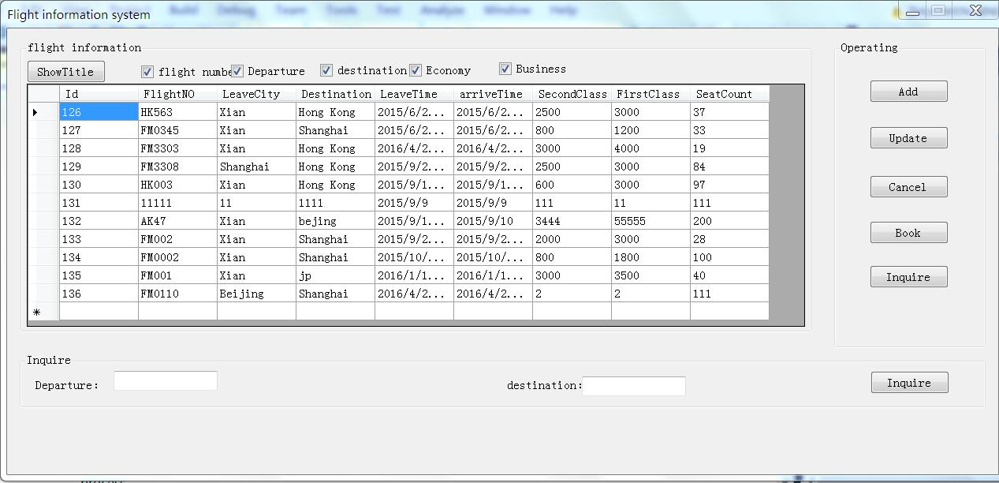 Flight information system
flight information
Operating
ShowTitle flight numbe Departure destination Economy Business
Id FlightNO LeaveCity Destination LeaveTime arriveTime SecondClass FirstClass SeatCount
126 HK563 Xian Hong Kong 2015/6/2... 2015/6/2... 2500 3000 37
127 FM0345 Xian Shanghai 2015/6/2... 2015/6/2... 800 1200 33
128 FM3303 Xian Hong Kong 2016/4/2... 2016/4/2... 3000 4000 19
129 FM3308 Shanghai Hong Kong 2015/9/2... 2015/9/2... 2500 3000 84
130 HK003 Xian Hong Kong 2015/9/1... 2015/9/1... 600 3000 97
131 11111 11 1111 2015/9/9 2015/9/9 111 11 111
132 AK47 Xian bejing 2015/9/1... 2015/9/10 3444 55555 200
133 FM002 Xian Shanghai 2015/9/2... 2015/9/2... 2000 3000 28
134 FM0002 Xian Shanghai 2015/10/... 2015/10/... 800 1800 100
135 FM001 Xian jp 2016/1/1... 2016/1/1... 3000 3500 40
136 FM0110 Beijing Shanghai 2016/4/2... 2016/4/2... 2 2 111
*
Add
Update
Cancel
Book
Inquire
Inquire
Departure: destination: Inquire